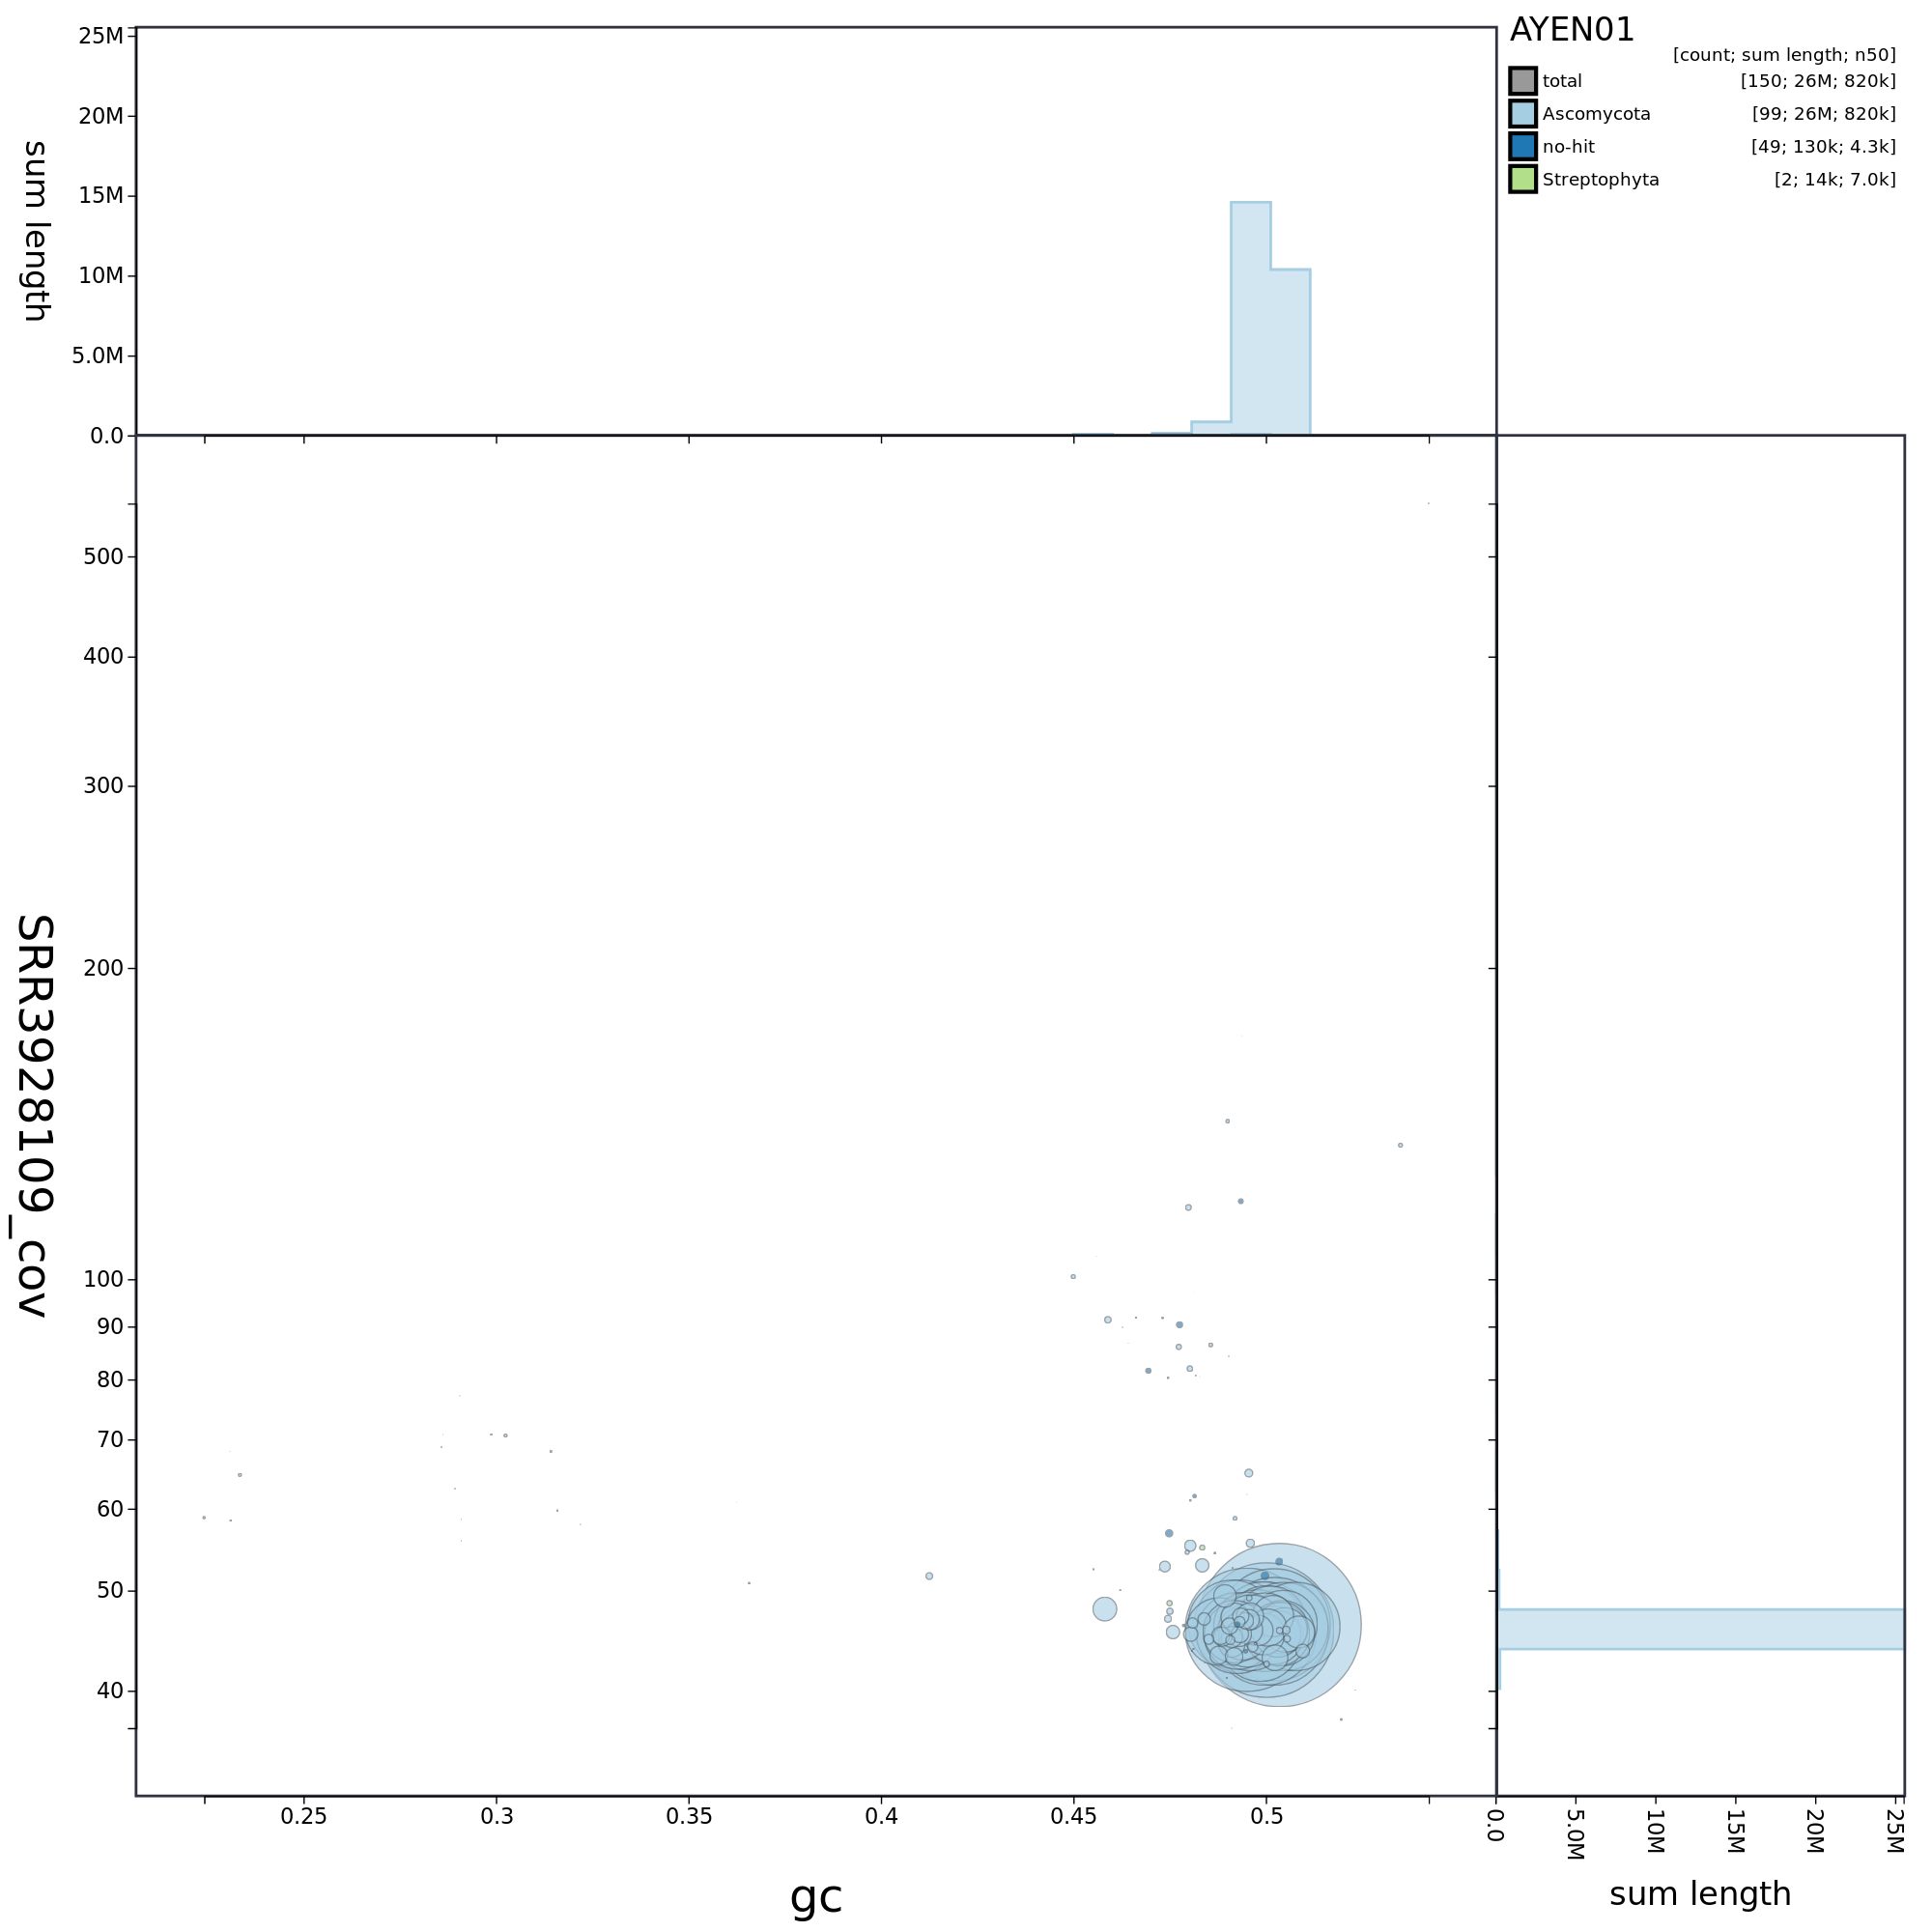 AYEN01
[count; sum length; n50]
total [150; 26M; 820k]
Ascomycota [99; 26M; 820k]
no-hit [49; 130k; 4.3k]
Streptophyta [2; 14k; 7.0k]
sum length
25M
20M
15M
10M
5.0M
0.0
SRR3928109_cov
500
400
300
200
100
90
80
70
60
50
40
0.25 0.3 0.35 0.4 0.45 0.5
gc
0.0 5.0M 10M 15M 20M 25M
sum length